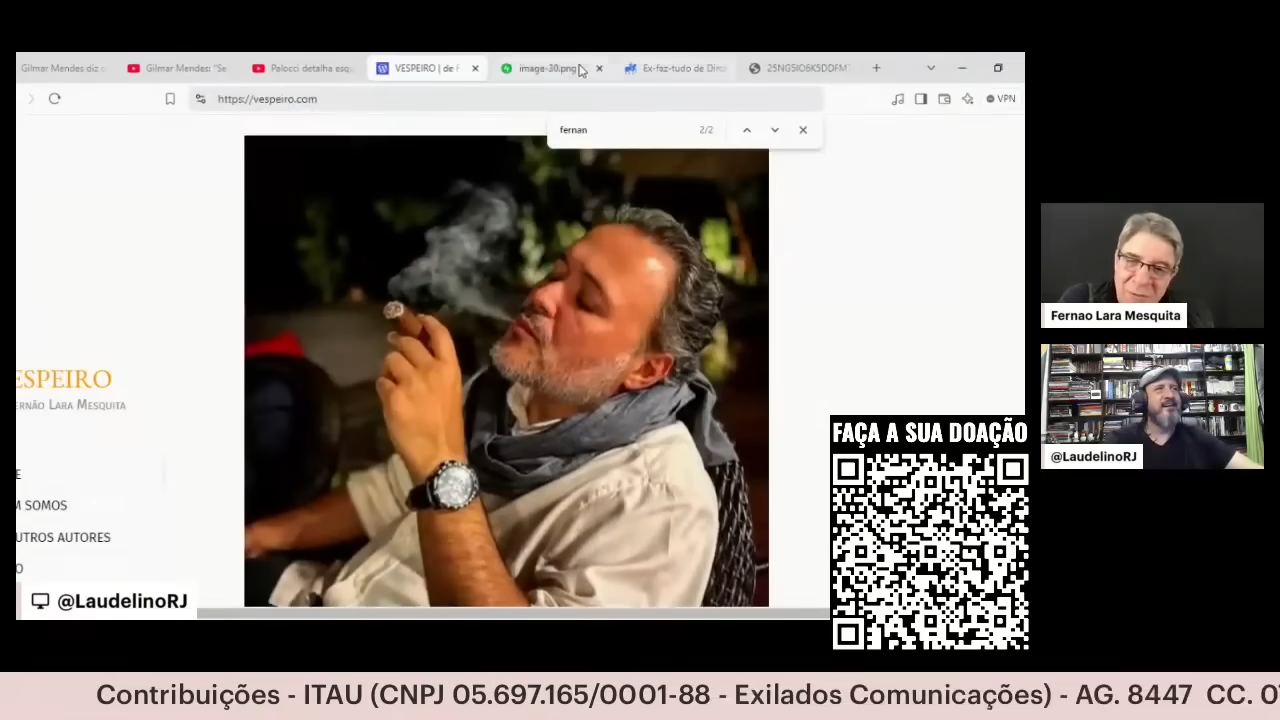 Gilmar Mendes diz
Gilmar Mendes: "Se
Palocci detalha esq
VESPEIRO | de F
image-30.png
Ex-faz-tudo de Dirc
25NGSIO6K5DDFM
https://vespeiro.com
VPN
fernan
2/2
ESPEIRO
ERNÃO LARA MESQUITA
E
M SOMOS
UTROS AUTORES
O
@LaudelinoRJ
Fernao Lara Mesquita
@LaudelinoRJ
FAÇA A SUA DOAÇÃO
Contribuições - ITAU (CNPJ 05.697.165/0001-88 - Exilados Comunicações) - AG. 8447 CC. 0